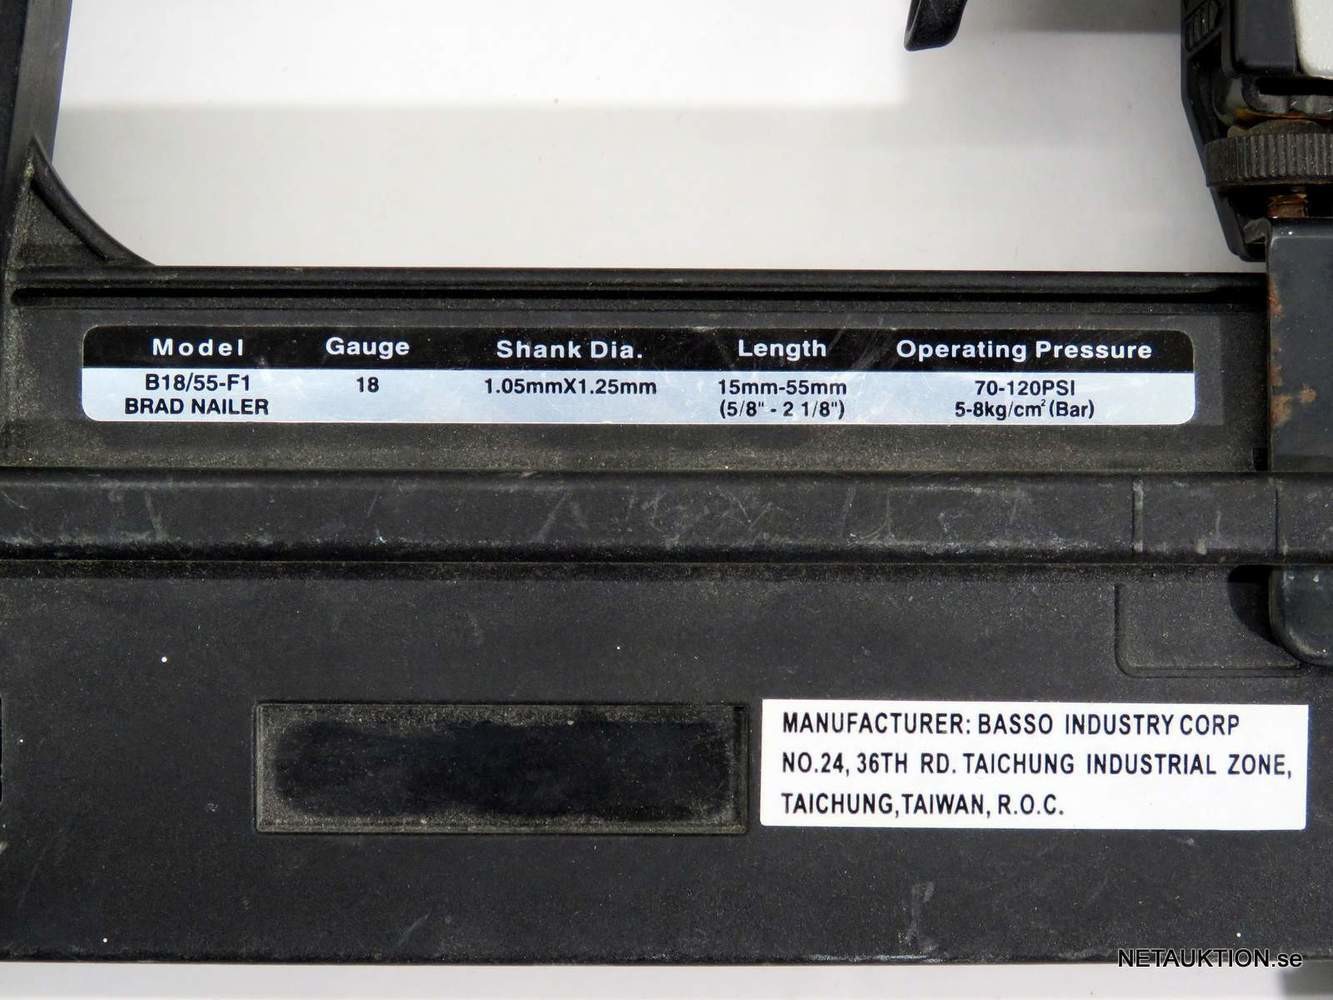 Model Gauge Shank Dia. Length Operating Pressure
B18/55-F1 18 1.05mmX1.25mm 15mm-55mm 70-120PSI
BRAD NAILER (5/8" - 2 1/8") 5-8kg/cm² (Bar)
MANUFACTURER: BASSO INDUSTRY CORP
NO.24, 36TH RD. TAICHUNG INDUSTRIAL ZONE,
TAICHUNG,TAIWAN, R.O.C.
NETAUKTION.se